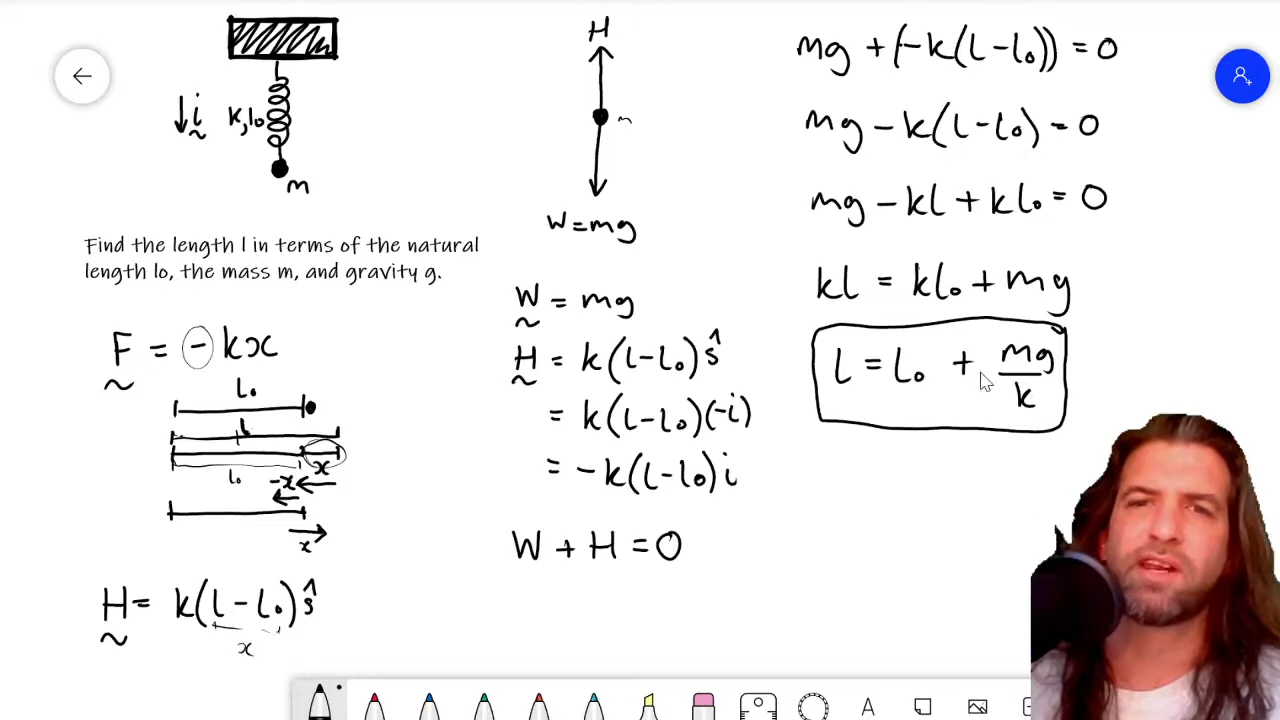 i
k, l₀
m
Find the length l in terms of the natural
length lo, the mass m, and gravity g.
F = -kx
l₀
l
x
l₀
-x
x
H = k(l-l₀)ŝ
x
H
m
W=mg
W = mg
H = k(l-l₀)ŝ
= k(l-l₀)(-i)
= -k(l-l₀)i
W + H = 0
mg + (-k(l-l₀)) = 0
mg - k(l-l₀) = 0
mg - kl + kl₀ = 0
kl = kl₀ + mg
l = l₀ + mg/k
A